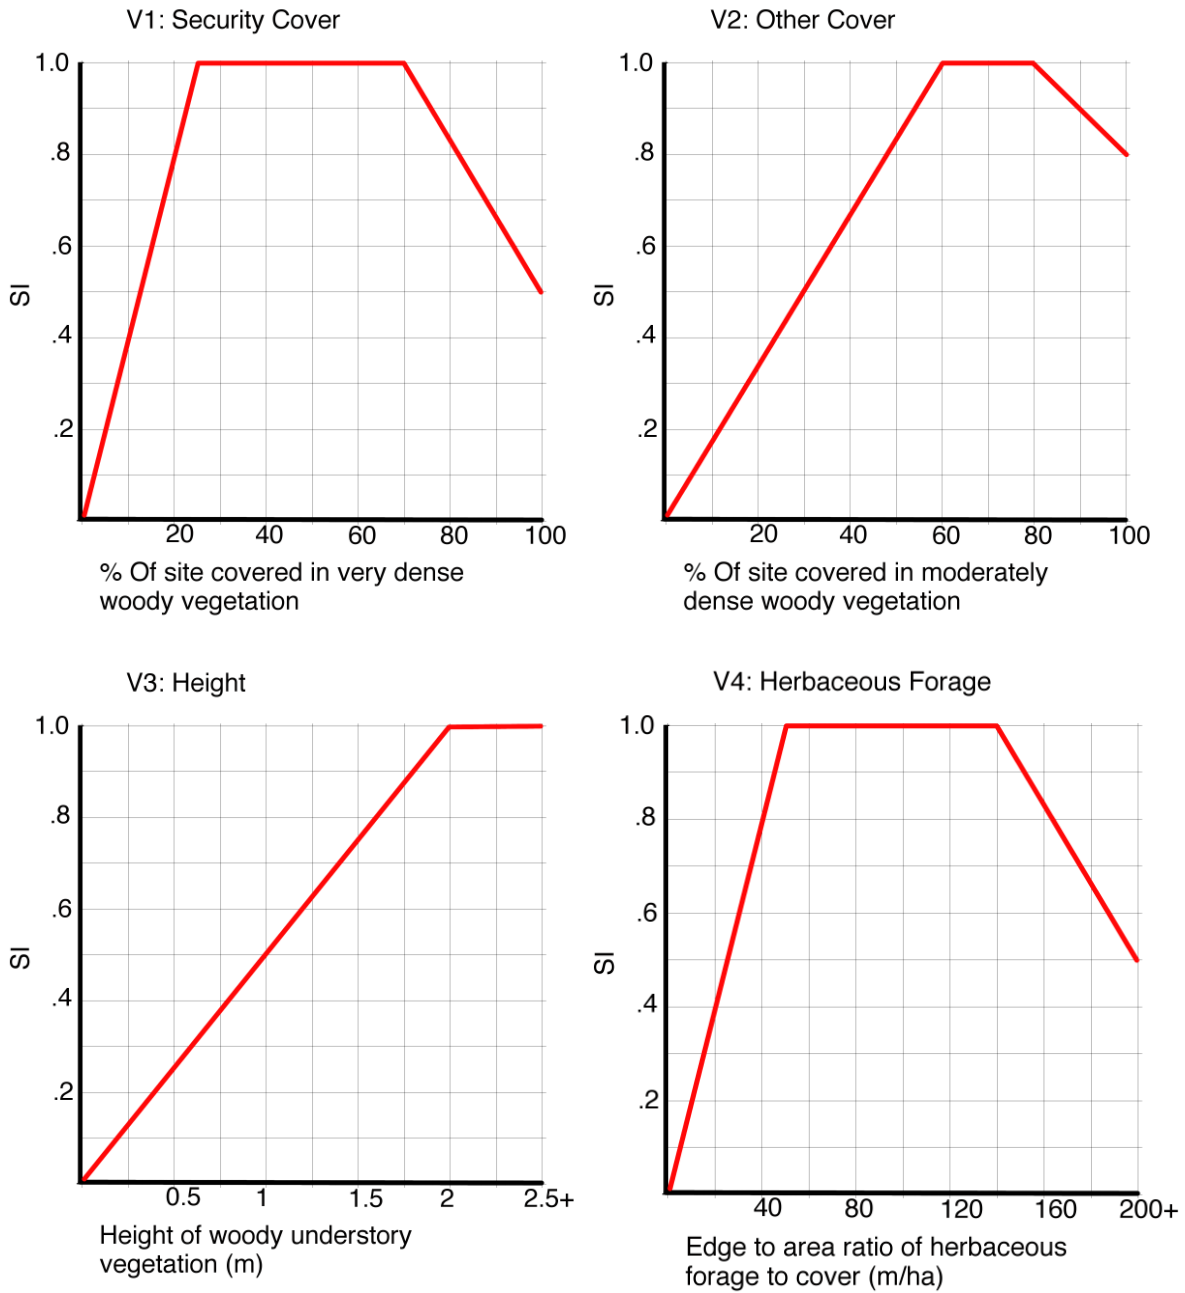 V1: Security Cover
1.0
.8
.6
.4
.2
SI
20 40 60 80 100
% Of site covered in very dense
woody vegetation
V2: Other Cover
1.0
.8
.6
.4
.2
SI
20 40 60 80 100
% Of site covered in moderately
dense woody vegetation
V3: Height
1.0
.8
.6
.4
.2
SI
0.5 1 1.5 2 2.5+
Height of woody understory
vegetation (m)
V4: Herbaceous Forage
1.0
.8
.6
.4
.2
SI
40 80 120 160 200+
Edge to area ratio of herbaceous
forage to cover (m/ha)